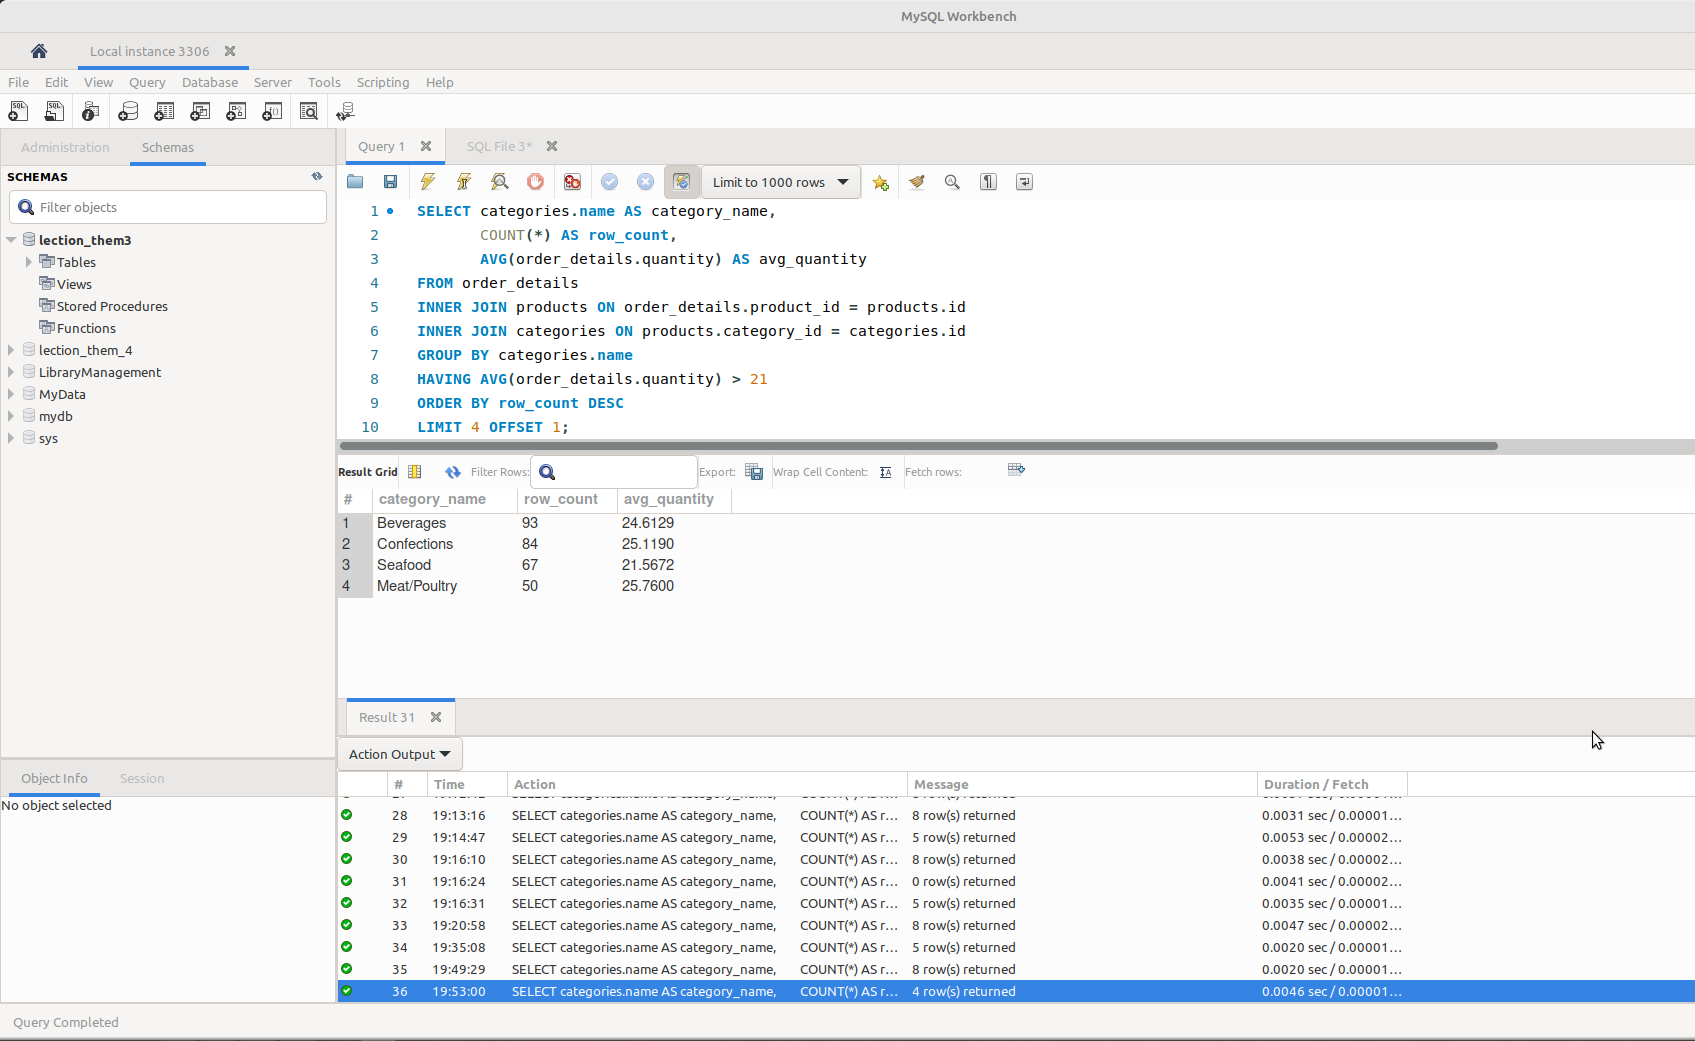 MySQL Workbench
Local instance 3306
File Edit View Query Database Server Tools Scripting Help
Administration Schemas
Query 1 SQL File 3*
SCHEMAS
Limit to 1000 rows
Filter objects
lection_them3
Tables
Views
Stored Procedures
Functions
lection_them_4
LibraryManagement
MyData
mydb
sys
1 SELECT categories.name AS category_name,
2 COUNT(*) AS row_count,
3 AVG(order_details.quantity) AS avg_quantity
4 FROM order_details
5 INNER JOIN products ON order_details.product_id = products.id
6 INNER JOIN categories ON products.category_id = categories.id
7 GROUP BY categories.name
8 HAVING AVG(order_details.quantity) > 21
9 ORDER BY row_count DESC
10 LIMIT 4 OFFSET 1;
Result Grid Filter Rows: Export: Wrap Cell Content: Fetch rows:
# category_name row_count avg_quantity
1 Beverages 93 24.6129
2 Confections 84 25.1190
3 Seafood 67 21.5672
4 Meat/Poultry 50 25.7600
Result 31
Action Output
Object Info Session
No object selected
# Time Action Message Duration / Fetch
28 19:13:16 SELECT categories.name AS category_name, COUNT(*) AS r... 8 row(s) returned 0.0031 sec / 0.00001...
29 19:14:47 SELECT categories.name AS category_name, COUNT(*) AS r... 5 row(s) returned 0.0053 sec / 0.00002...
30 19:16:10 SELECT categories.name AS category_name, COUNT(*) AS r... 8 row(s) returned 0.0038 sec / 0.00002...
31 19:16:24 SELECT categories.name AS category_name, COUNT(*) AS r... 0 row(s) returned 0.0041 sec / 0.00002...
32 19:16:31 SELECT categories.name AS category_name, COUNT(*) AS r... 5 row(s) returned 0.0035 sec / 0.00001...
33 19:20:58 SELECT categories.name AS category_name, COUNT(*) AS r... 8 row(s) returned 0.0047 sec / 0.00002...
34 19:35:08 SELECT categories.name AS category_name, COUNT(*) AS r... 5 row(s) returned 0.0020 sec / 0.00001...
35 19:49:29 SELECT categories.name AS category_name, COUNT(*) AS r... 8 row(s) returned 0.0020 sec / 0.00001...
36 19:53:00 SELECT categories.name AS category_name, COUNT(*) AS r... 4 row(s) returned 0.0046 sec / 0.00001...
Query Completed